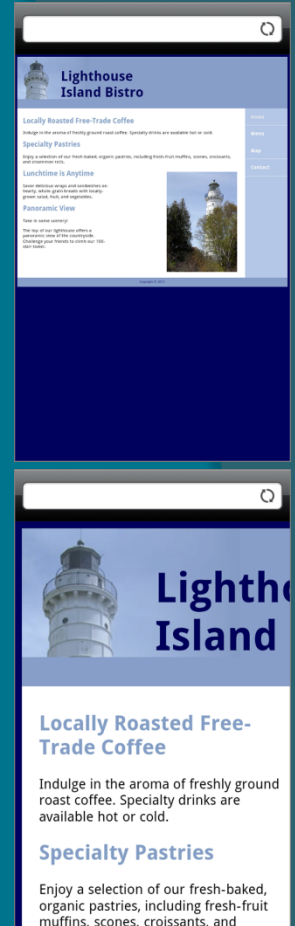 Lighthouse
Island Bistro
Locally Roasted Free-Trade Coffee
Indulge in the aroma of freshly ground roast coffee. Specialty drinks are available hot or cold.
Specialty Pastries
Enjoy a selection of our fresh-baked, organic pastries, including fresh-fruit muffins, scones, croissants,
and cinnamon rolls.
Lunchtime is Anytime
Savor delicious wraps and sandwiches on
hearty, whole-grain breads with locally-
grown salad, fruit, and vegetables.
Panoramic View
Take in some scenery!
The top of our lighthouse offers a
panoramic view of the countryside.
Challenge your friends to climb our 100-
stair tower.
Home
Menu
Map
Contact
Lightho
Island
Locally Roasted Free-
Trade Coffee
Indulge in the aroma of freshly ground
roast coffee. Specialty drinks are
available hot or cold.
Specialty Pastries
Enjoy a selection of our fresh-baked,
organic pastries, including fresh-fruit
muffins, scones, croissants, and